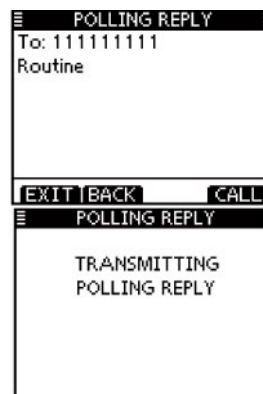 POLLING REPLY
To: 111111111
Routine
EXIT BACK CALL
POLLING REPLY
TRANSMITTING
POLLING REPLY